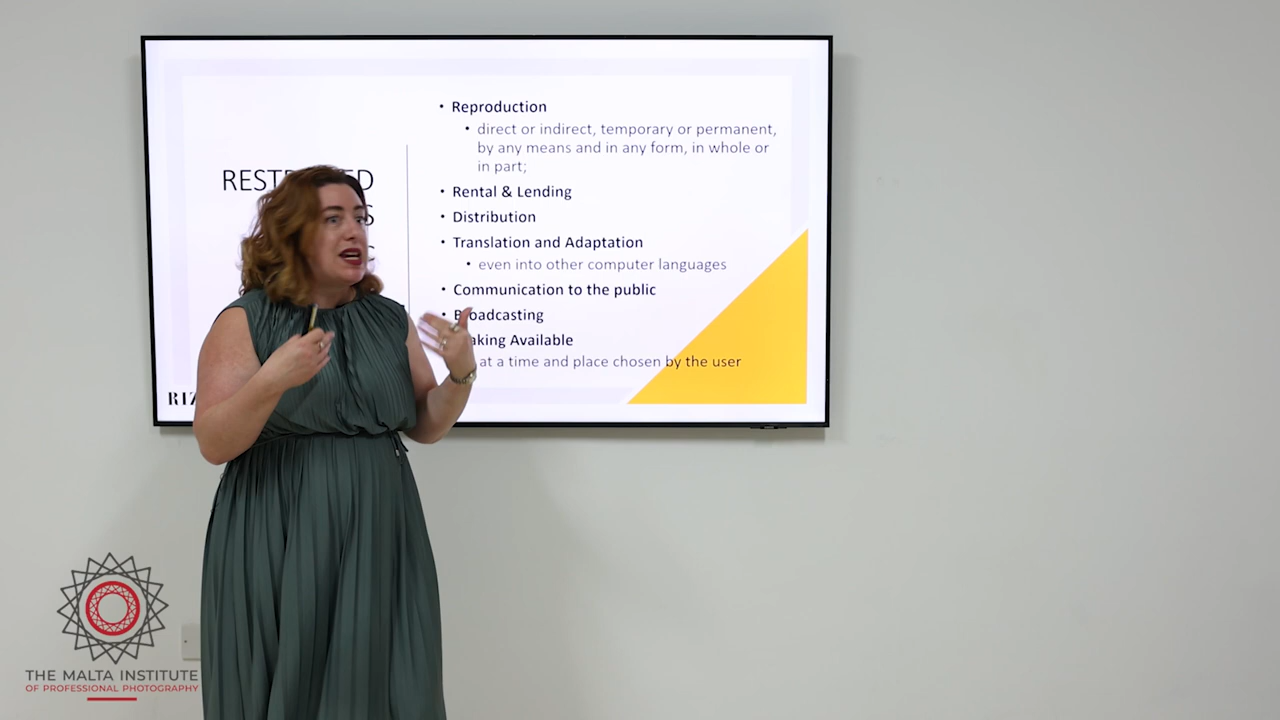 • Reproduction
• direct or indirect, temporary or permanent,
by any means and in any form, in whole or
in part;
• Rental & Lending
• Distribution
• Translation and Adaptation
• even into other computer languages
• Communication to the public
• Broadcasting
Available
at a time and place chosen by the user
THE MALTA INSTITUTE
OF PROFESSIONAL PHOTOGRAPHY